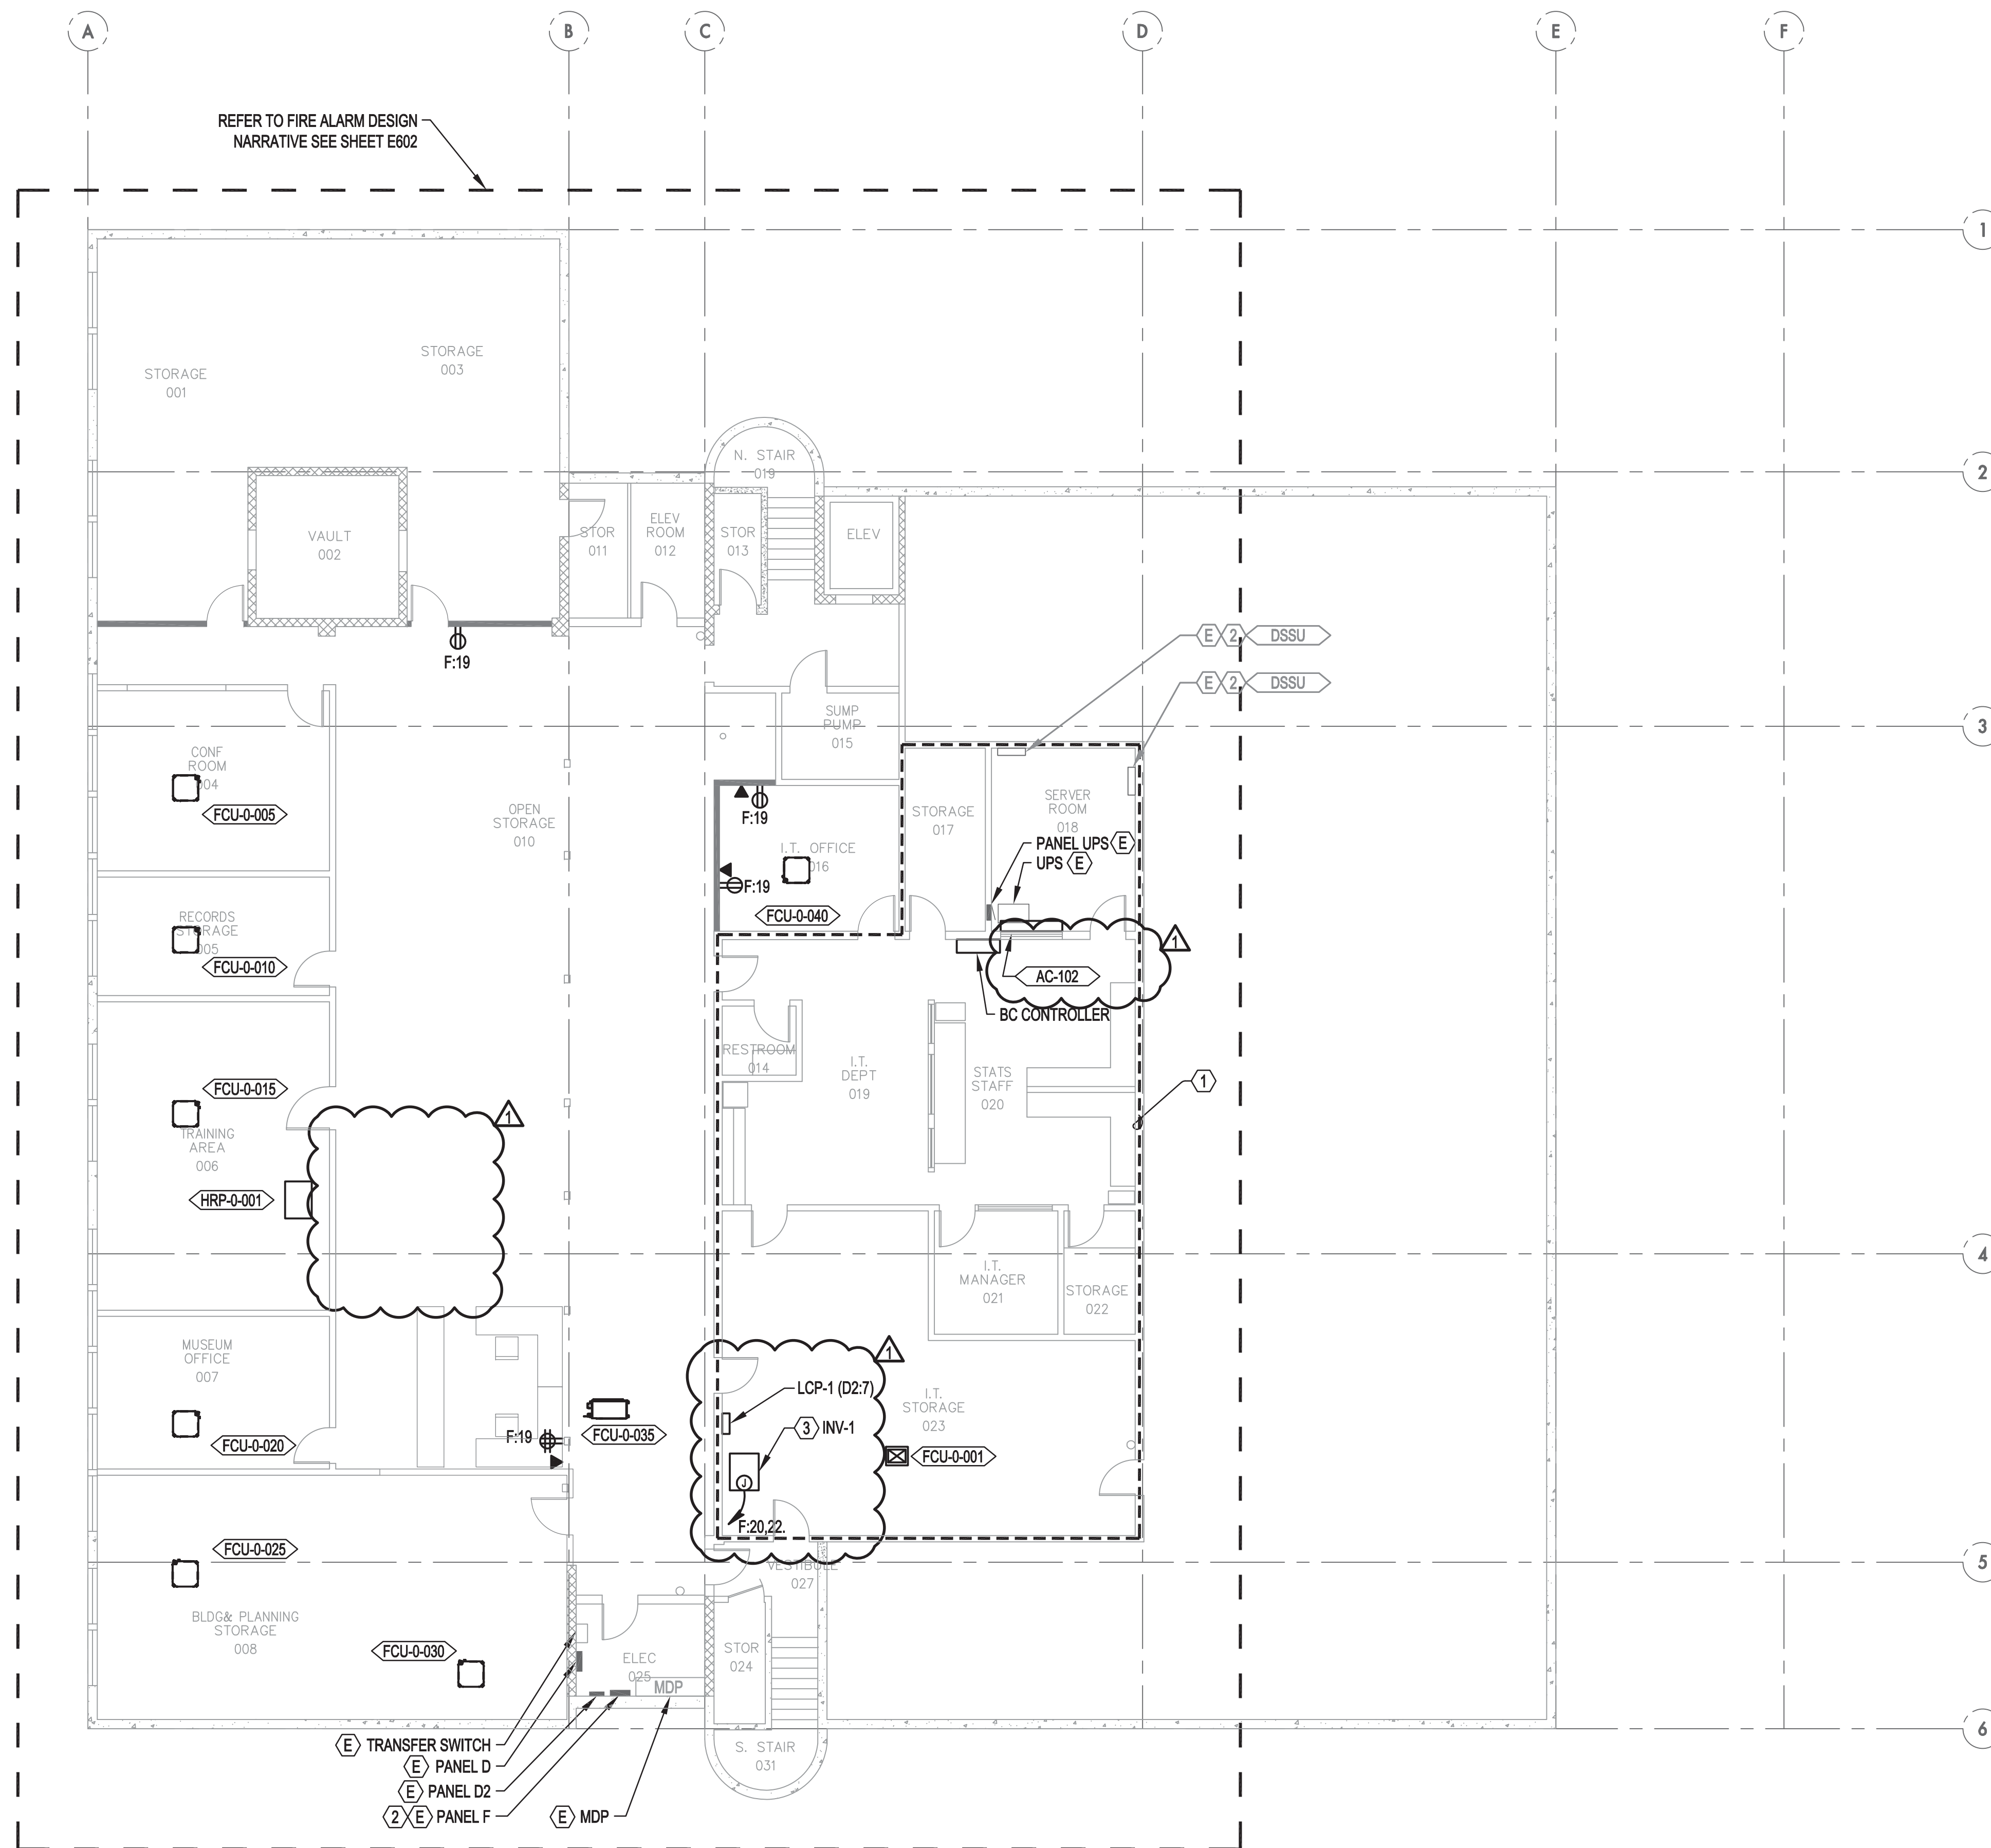 A
B
C
D
E
F
REFER TO FIRE ALARM DESIGN
NARRATIVE SEE SHEET E602
1
STORAGE
003
STORAGE
001
N. STAIR
019
2
VAULT
002
STOR
011
ELEV
ROOM
012
STOR
013
ELEV
F:19
E 2 DSSU
E 2 DSSU
SUMP
PUMP
015
3
CONF
ROOM
004
FCU-0-005
OPEN
STORAGE
010
F:19
I.T. OFFICE
016
F:19
FCU-0-040
STORAGE
017
SERVER
ROOM
018
PANEL UPS E
UPS E
RECORDS
STORAGE
005
FCU-0-010
1
AC-102
BC CONTROLLER
RESTROOM
014
I.T.
DEPT
019
STATS
STAFF
020
1
FCU-0-015
1
TRAINING
AREA
006
HRP-0-001
4
I.T.
MANAGER
021
STORAGE
022
MUSEUM
OFFICE
007
1
LCP-1 (D2:7)
I.T.
STORAGE
023
3 INV-1
FCU-0-020
F:19
FCU-0-035
FCU-0-001
J
F:20,22.
FCU-0-025
5
VESTIBULE
027
BLDG& PLANNING
STORAGE
008
FCU-0-030
ELEC
025
MDP
STOR
024
6
S. STAIR
031
E TRANSFER SWITCH
E PANEL D
E PANEL D2
2 E PANEL F
E MDP